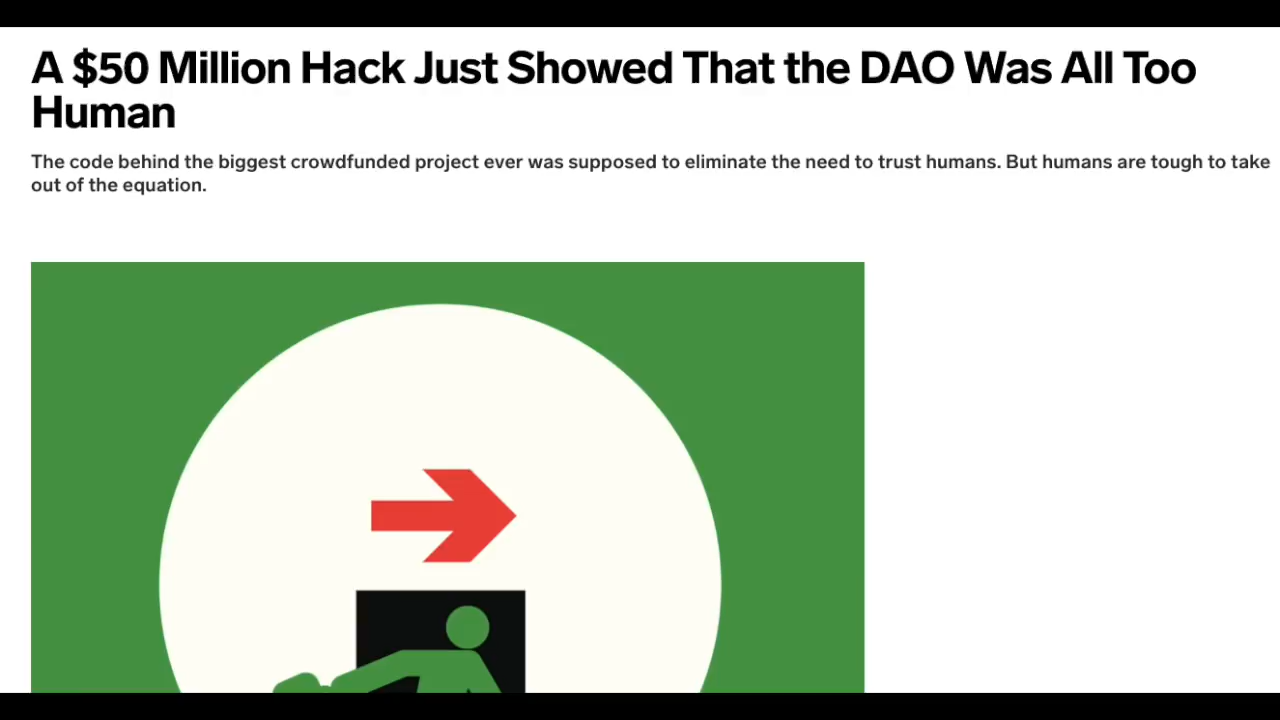 A $50 Million Hack Just Showed That the DAO Was All Too
Human
The code behind the biggest crowdfunded project ever was supposed to eliminate the need to trust humans. But humans are tough to take
out of the equation.